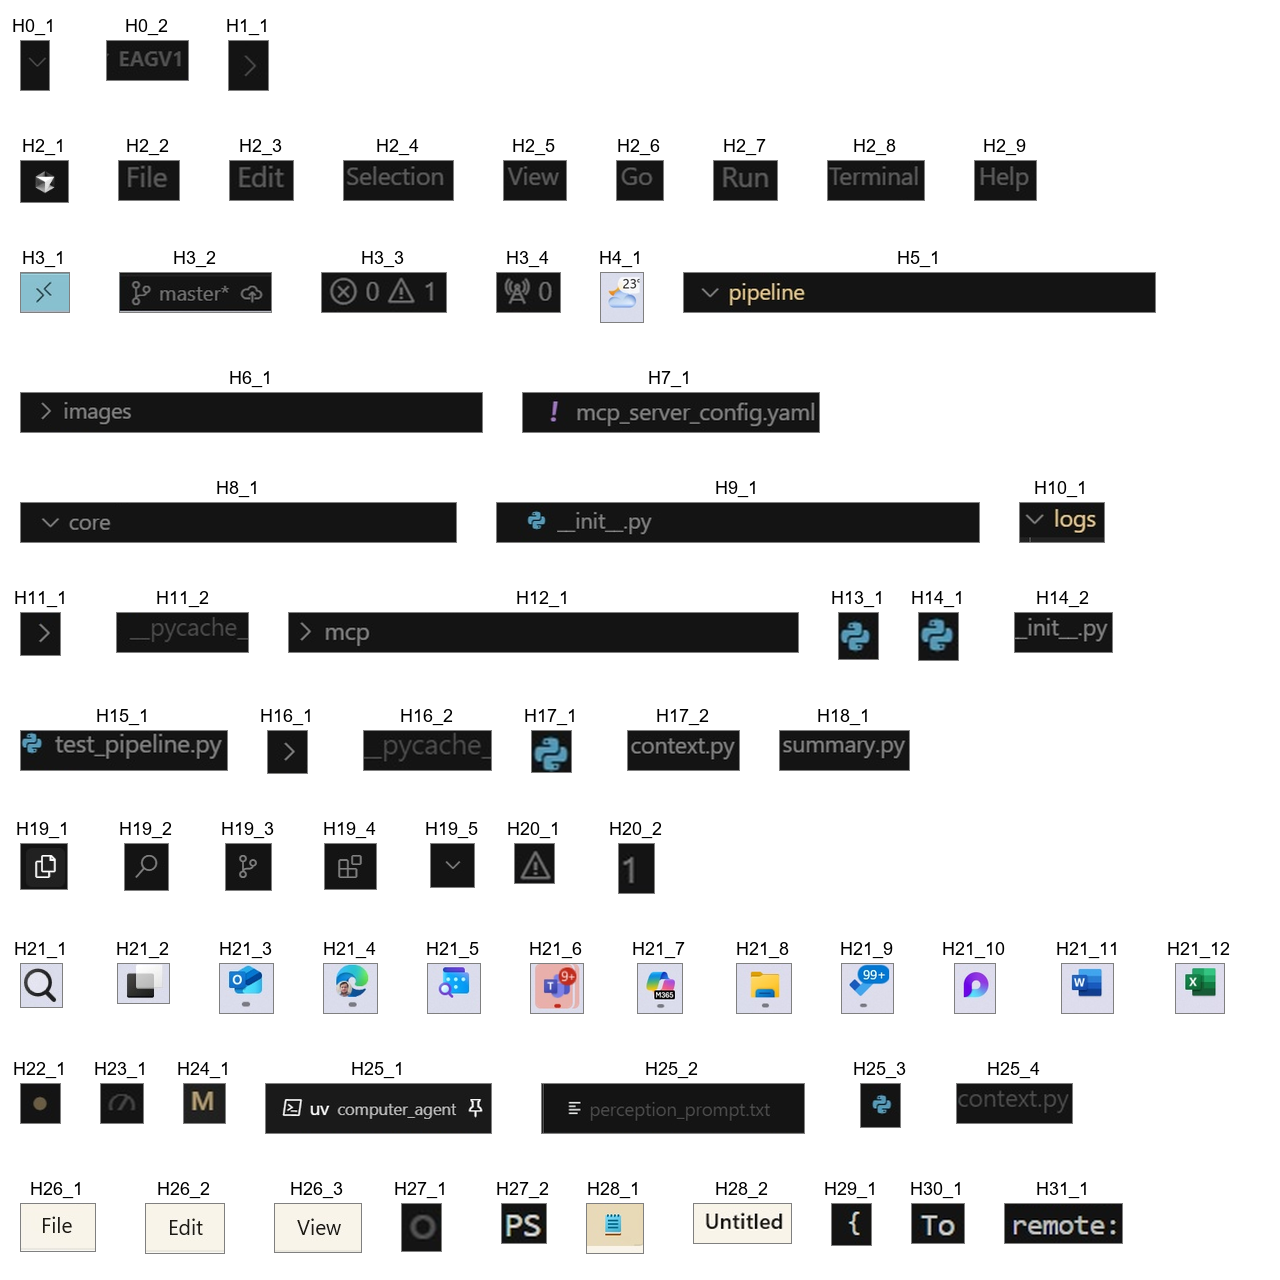 H0_1 H0_2 H1_1
EAGV1
H2_1 H2_2 H2_3 H2_4 H2_5 H2_6 H2_7 H2_8 H2_9
File Edit Selection View Go Run Terminal Help
H3_1 H3_2 H3_3 H3_4 H4_1 H5_1
master* 0 1 0 23° pipeline
H6_1 H7_1
images ! mcp_server_config.yaml
H8_1 H9_1 H10_1
core __init__.py logs
H11_1 H11_2 H12_1 H13_1 H14_1 H14_2
__pycache_ mcp _init__.py
H15_1 H16_1 H16_2 H17_1 H17_2 H18_1
test_pipeline.py __pycache_ context.py summary.py
H19_1 H19_2 H19_3 H19_4 H19_5 H20_1 H20_2
1
H21_1 H21_2 H21_3 H21_4 H21_5 H21_6 H21_7 H21_8 H21_9 H21_10 H21_11 H21_12
O T 9+ M365 99+ W X
H22_1 H23_1 H24_1 H25_1 H25_2 H25_3 H25_4
M uv computer_agent perception_prompt.txt context.py
H26_1 H26_2 H26_3 H27_1 H27_2 H28_1 H28_2 H29_1 H30_1 H31_1
File Edit View O PS Untitled { To remote: